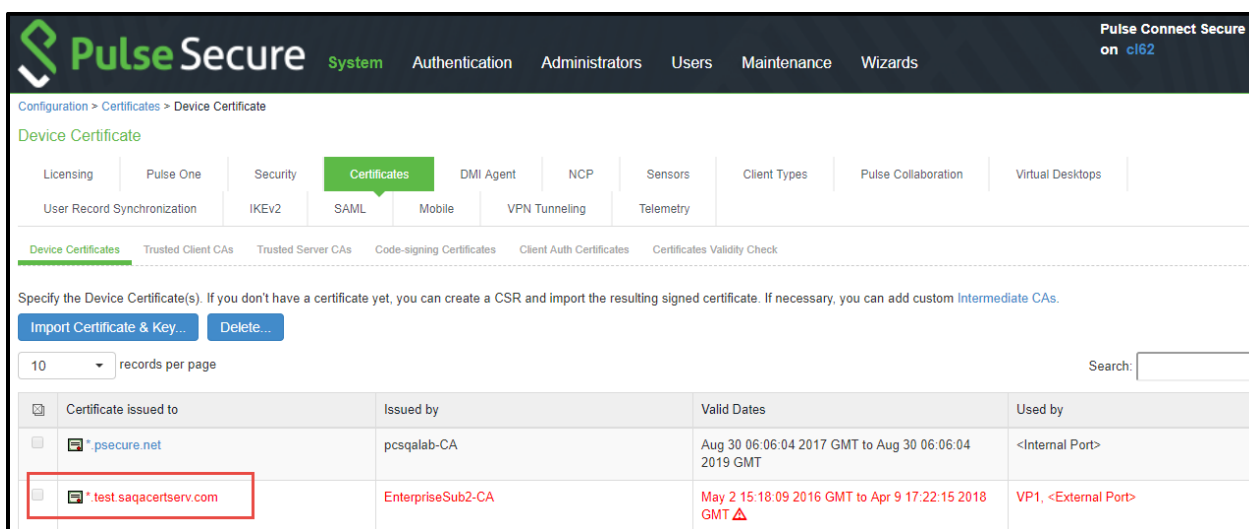 Pulse Secure
System Authentication Administrators Users Maintenance Wizards
Pulse Connect Secure
on cl62
Configuration > Certificates > Device Certificate
Device Certificate
Licensing Pulse One Security Certificates DMI Agent NCP Sensors Client Types Pulse Collaboration Virtual Desktops
User Record Synchronization IKEv2 SAML Mobile VPN Tunneling Telemetry
Device Certificates Trusted Client CAs Trusted Server CAs Code-signing Certificates Client Auth Certificates Certificates Validity Check
Specify the Device Certificate(s). If you don't have a certificate yet, you can create a CSR and import the resulting signed certificate. If necessary, you can add custom Intermediate CAs.
Import Certificate & Key... Delete...
10 records per page Search:
Certificate issued to Issued by Valid Dates Used by
*.psecure.net pcsqalab-CA Aug 30 06:06:04 2017 GMT to Aug 30 06:06:04 <Internal Port>
2019 GMT
*.test.saqacertserv.com EnterpriseSub2-CA May 2 15:18:09 2016 GMT to Apr 9 17:22:15 2018 VP1, <External Port>
GMT